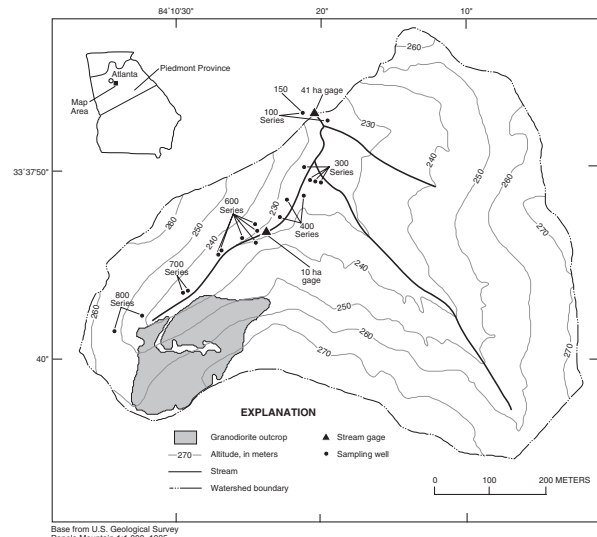 84°10'30"
20"
10"
Atlanta
Piedmont Province
Map
Area
260
150
41 ha gage
100
Series
230
33°37'50"
240
300
Series
250
260
600
Series
230
270
260
250
240
400
Series
700
Series
10 ha
gage
240
800
Series
260
250
260
270
270
40"
EXPLANATION
Granodiorite outcrop
Stream gage
270
Altitude, in meters
Sampling well
Stream
Watershed boundary
0 100 200 METERS
Base from U.S. Geological Survey